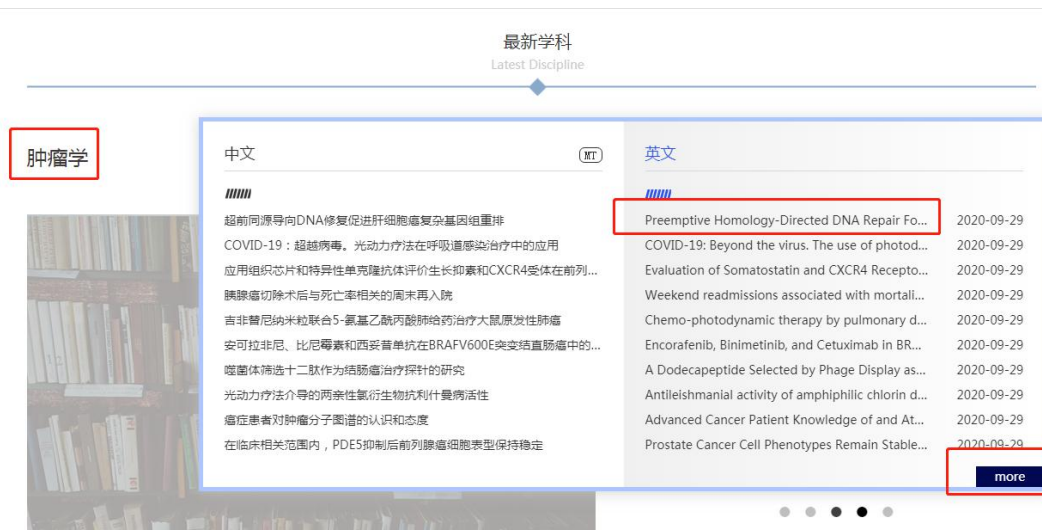 最新学科
Latest Discipline
肿瘤学
中文
MT
超前同源导向DNA修复促进肝细胞癌复杂基因组重排
COVID-19：超越病毒。光动力疗法在呼吸道感染治疗中的应用
应用组织芯片和特异性单克隆抗体评价生长抑素和CXCR4受体在前列...
胰腺癌切除术后与死亡率相关的周末再入院
吉非替尼纳米粒联合5-氨基乙酰丙酸肺给药治疗大鼠原发性肺癌
安可拉非尼、比尼霉素和西妥昔单抗在BRAFV600E突变结直肠癌中的...
噬菌体筛选十二肽作为结肠癌治疗探针的研究
光动力疗法介导的两亲性氯衍生物抗利什曼病活性
癌症患者对肿瘤分子图谱的认识和态度
在临床相关范围内，PDE5抑制后前列腺癌细胞表型保持稳定
英文
Preemptive Homology-Directed DNA Repair Fo... 2020-09-29
COVID-19: Beyond the virus. The use of photod... 2020-09-29
Evaluation of Somatostatin and CXCR4 Recepto... 2020-09-29
Weekend readmissions associated with mortali... 2020-09-29
Chemo-photodynamic therapy by pulmonary d... 2020-09-29
Encorafenib, Binimetinib, and Cetuximab in BR... 2020-09-29
A Dodecapeptide Selected by Phage Display as... 2020-09-29
Antileishmanial activity of amphiphilic chlorin d... 2020-09-29
Advanced Cancer Patient Knowledge of and At... 2020-09-29
Prostate Cancer Cell Phenotypes Remain Stable... 2020-09-29
more